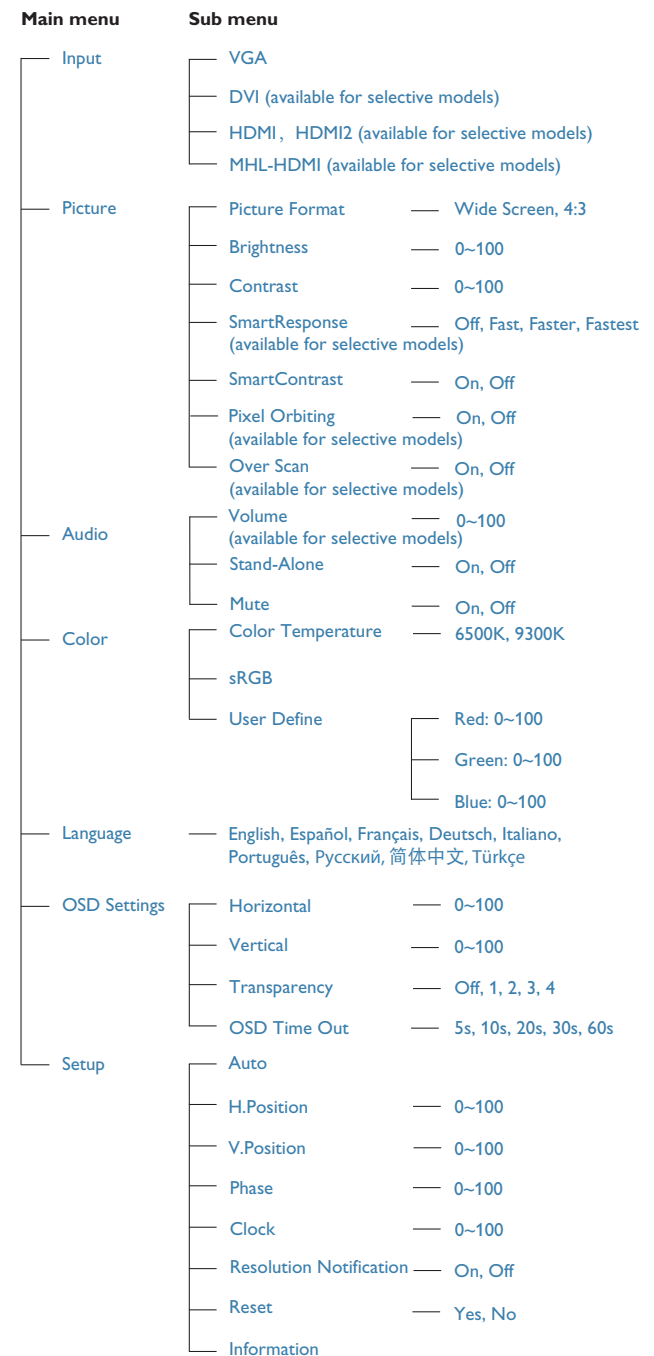 Main menu Sub menu
Input VGA
DVI (available for selective models)
HDMI，HDMI2 (available for selective models)
MHL-HDMI (available for selective models)
Picture Picture Format Wide Screen, 4:3
Brightness 0~100
Contrast 0~100
SmartResponse Off, Fast, Faster, Fastest
(available for selective models)
SmartContrast On, Off
Pixel Orbiting On, Off
(available for selective models)
Over Scan On, Off
(available for selective models)
Volume 0~100
Audio (available for selective models)
Stand-Alone On, Off
Mute On, Off
Color Color Temperature 6500K, 9300K
sRGB
User Define Red: 0~100
Green: 0~100
Blue: 0~100
Language English, Español, Français, Deutsch, Italiano,
Português, Русский, 简体中文, Türkçe
OSD Settings Horizontal 0~100
Vertical 0~100
Transparency Off, 1, 2, 3, 4
OSD Time Out 5s, 10s, 20s, 30s, 60s
Setup Auto
H.Position 0~100
V.Position 0~100
Phase 0~100
Clock 0~100
Resolution Notification On, Off
Reset Yes, No
Information